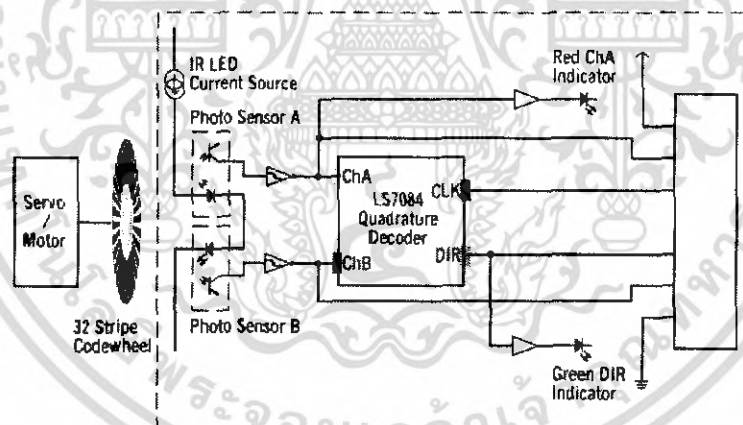 IR LED
Current Source
Red ChA
Indicator
Photo Sensor A
Servo
Motor
ChA
CLK
LS7084
Quadrature
Decoder
DIR
ChB
32 Stripe
Codewheel
Photo Sensor B
Green DIR
Indicator